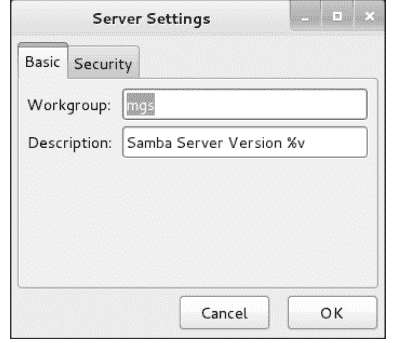 Server Settings
Basic Security
Workgroup: mgs
Description: Samba Server Version %v
Cancel OK